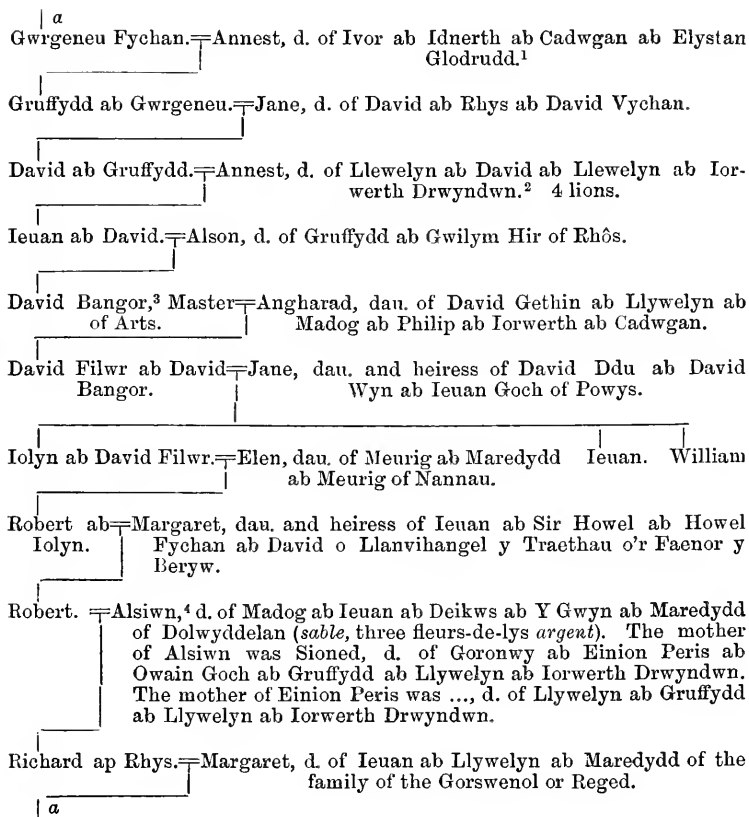 a
Gwrgeneu Fychan.=Annest, d. of Ivor ab Idnerth ab Cadwgan ab Elystan
Glodrudd.¹
Gruffydd ab Gwrgeneu.=Jane, d. of David ab Rhys ab David Vychan.
David ab Gruffydd.=Annest, d. of Llewelyn ab David ab Llewelyn ab Ior-
werth Drwyndwn.² 4 lions.
Ieuan ab David.=Alson, d. of Gruffydd ab Gwilym Hir of Rhôs.
David Bangor,³ Master=Angharad, dau. of David Gethin ab Llywelyn ab
of Arts. Madog ab Philip ab Iorwerth ab Cadwgan.
David Filwr ab David=Jane, dau. and heiress of David Ddu ab David
Bangor. Wyn ab Ieuan Goch of Powys.
Iolyn ab David Filwr.=Elen, dau. of Meurig ab Maredydd Ieuan. William
ab Meurig of Nannau.
Robert ab=Margaret, dau. and heiress of Ieuan ab Sir Howel ab Howel
Iolyn. Fychan ab David o Llanvihangel y Traethau o'r Faenor y
Beryw.
Robert. =Alsiwn,⁴ d. of Madog ab Ieuan ab Deikws ab Y Gwyn ab Maredydd
of Dolwyddelan (sable, three fleurs-de-lys argent). The mother
of Alsiwn was Sioned, d. of Goronwy ab Einion Peris ab
Owain Goch ab Gruffydd ab Llywelyn ab Iorwerth Drwyndwn.
The mother of Einion Peris was ..., d. of Llywelyn ab Gruffydd
ab Llywelyn ab Iorwerth Drwyndwn.
Richard ap Rhys.=Margaret, d. of Ieuan ab Llywelyn ab Maredydd of the
family of the Gorswenol or Reged.
a